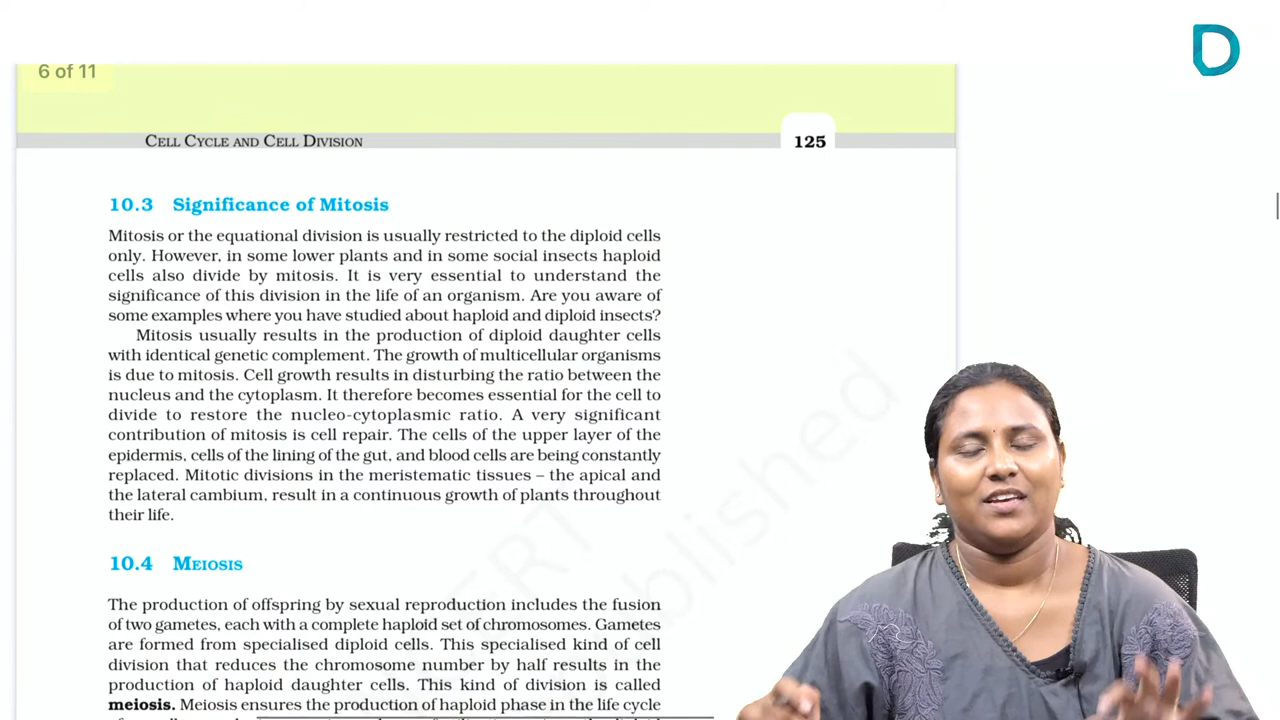 D
6 of 11
CELL CYCLE AND CELL DIVISION
125
10.3 Significance of Mitosis
Mitosis or the equational division is usually restricted to the diploid cells
only. However, in some lower plants and in some social insects haploid
cells also divide by mitosis. It is very essential to understand the
significance of this division in the life of an organism. Are you aware of
some examples where you have studied about haploid and diploid insects?
Mitosis usually results in the production of diploid daughter cells
with identical genetic complement. The growth of multicellular organisms
is due to mitosis. Cell growth results in disturbing the ratio between the
nucleus and the cytoplasm. It therefore becomes essential for the cell to
divide to restore the nucleo-cytoplasmic ratio. A very significant
contribution of mitosis is cell repair. The cells of the upper layer of the
epidermis, cells of the lining of the gut, and blood cells are being constantly
replaced. Mitotic divisions in the meristematic tissues – the apical and
the lateral cambium, result in a continuous growth of plants throughout
their life.
10.4 MEIOSIS
The production of offspring by sexual reproduction includes the fusion
of two gametes, each with a complete haploid set of chromosomes. Gametes
are formed from specialised diploid cells. This specialised kind of cell
division that reduces the chromosome number by half results in the
production of haploid daughter cells. This kind of division is called
meiosis. Meiosis ensures the production of haploid phase in the life cycle